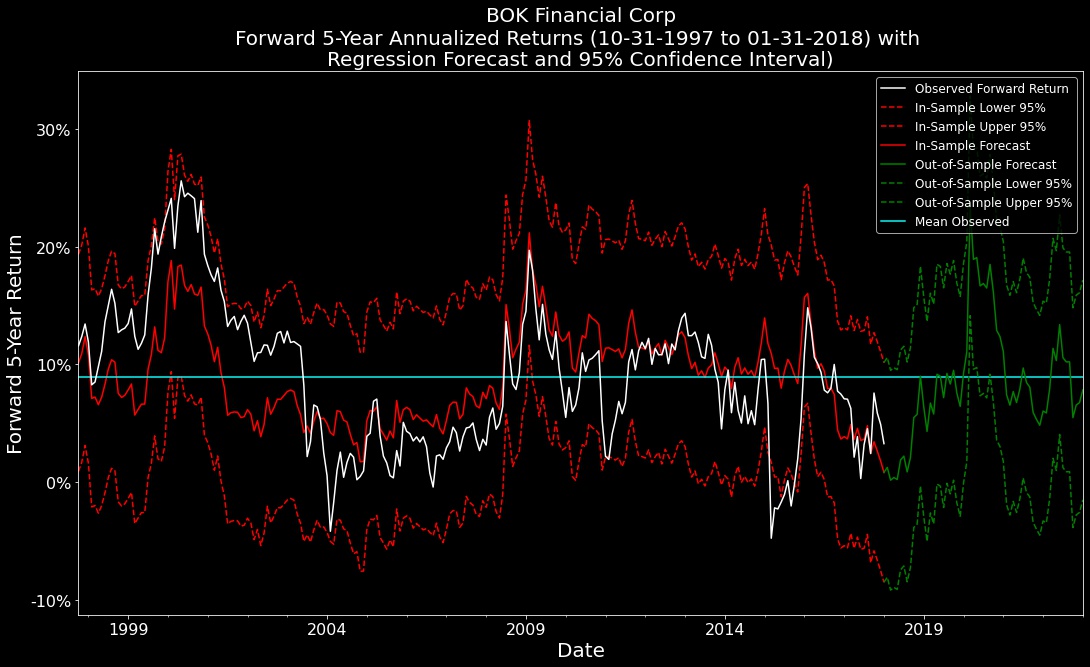 BOK Financial Corp
Forward 5-Year Annualized Returns (10-31-1997 to 01-31-2018) with
Regression Forecast and 95% Confidence Interval)
Observed Forward Return
In-Sample Lower 95%
In-Sample Upper 95%
In-Sample Forecast
Out-of-Sample Forecast
Out-of-Sample Lower 95%
Out-of-Sample Upper 95%
Mean Observed
Forward 5-Year Return
30%
20%
10%
0%
-10%
1999 2004 2009 2014 2019
Date